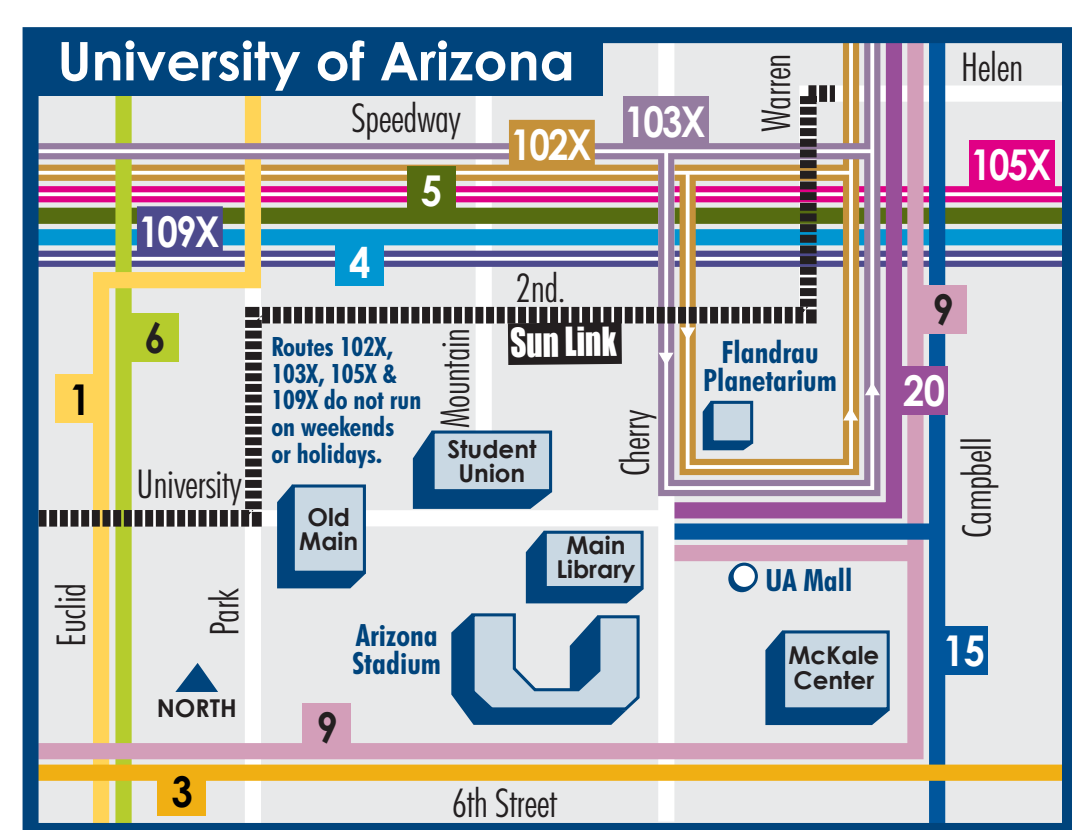 University of Arizona
Helen
Warren
Speedway
103X
102X
105X
5
109X
4
2nd.
9
6
Sun Link
Routes 102X,
103X, 105X &
109X do not run
on weekends
or holidays.
Mountain
Flandrau
Planetarium
1
20
Cherry
Student
Union
Campbell
University
Old
Main
Main
Library
UA Mall
Euclid
Park
Arizona
Stadium
15
McKale
Center
NORTH
9
3
6th Street